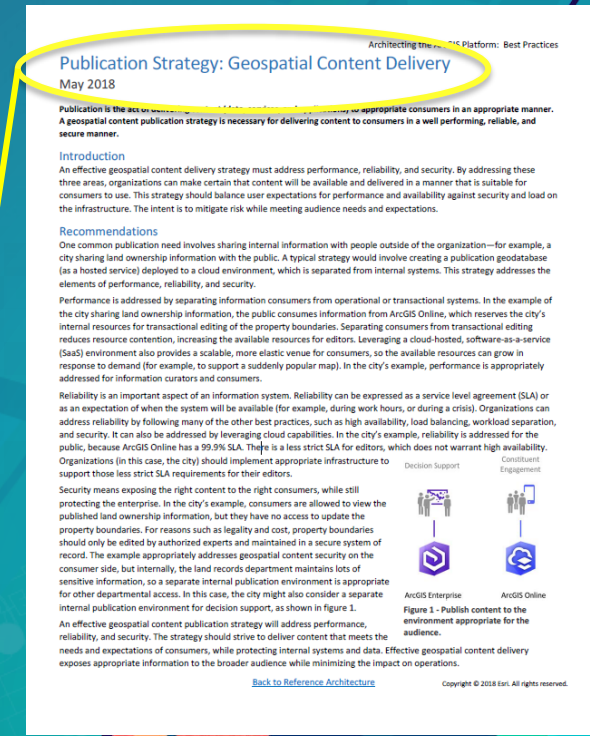 Architecting the ArcGIS Platform: Best Practices
Publication Strategy: Geospatial Content Delivery
May 2018
Publication is the act of delivering to appropriate consumers in an appropriate manner.
A geospatial content publication strategy is necessary for delivering content to consumers in a well performing, reliable, and
secure manner.
Introduction
An effective geospatial content delivery strategy must address performance, reliability, and security. By addressing these
three areas, organizations can make certain that content will be available and delivered in a manner that is suitable for
consumers to use. This strategy should balance user expectations for performance and availability against security and load on
the infrastructure. The intent is to mitigate risk while meeting audience needs and expectations.
Recommendations
One common publication need involves sharing internal information with people outside of the organization—for example, a
city sharing land ownership information with the public. A typical strategy would involve creating a publication geodatabase
(as a hosted service) deployed to a cloud environment, which is separated from internal systems. This strategy addresses the
elements of performance, reliability, and security.
Performance is addressed by separating information consumers from operational or transactional systems. In the example of
the city sharing land ownership information, the public consumes information from ArcGIS Online, which reserves the city's
internal resources for transactional editing of the property boundaries. Separating consumers from transactional editing
reduces resource contention, increasing the available resources for editors. Leveraging a cloud-hosted, software-as-a-service
(SaaS) environment also provides a scalable, more elastic venue for consumers, so the available resources can grow in
response to demand (for example, to support a suddenly popular map). In the city's example, performance is appropriately
addressed for information curators and consumers.
Reliability is an important aspect of an information system. Reliability can be expressed as a service level agreement (SLA) or
as an expectation of when the system will be available (for example, during work hours, or during a crisis). Organizations can
address reliability by following many of the other best practices, such as high availability, load balancing, workload separation,
and security. It can also be addressed by leveraging cloud capabilities. In the city's example, reliability is addressed for the
public, because ArcGIS Online has a 99.9% SLA. There is a less strict SLA for editors, which does not warrant high availability.
Organizations (in this case, the city) should implement appropriate infrastructure to
support those less strict SLA requirements for their editors.
Security means exposing the right content to the right consumers, while still
protecting the enterprise. In the city's example, consumers are allowed to view the
published land ownership information, but they have no access to update the
property boundaries. For reasons such as legality and cost, property boundaries
should only be edited by authorized experts and maintained in a secure system of
record. The example appropriately addresses geospatial content security on the
consumer side, but internally, the land records department maintains lots of
sensitive information, so a separate internal publication environment is appropriate
for other departmental access. In this case, the city might also consider a separate
internal publication environment for decision support, as shown in figure 1.
Decision Support
Constituent
Engagement
ArcGIS Enterprise
ArcGIS Online
Figure 1 - Publish content to the
environment appropriate for the
audience.
An effective geospatial content publication strategy will address performance,
reliability, and security. The strategy should strive to deliver content that meets the
needs and expectations of consumers, while protecting internal systems and data. Effective geospatial content delivery
exposes appropriate information to the broader audience while minimizing the impact on operations.
Back to Reference Architecture
Copyright © 2018 Esri. All rights reserved.